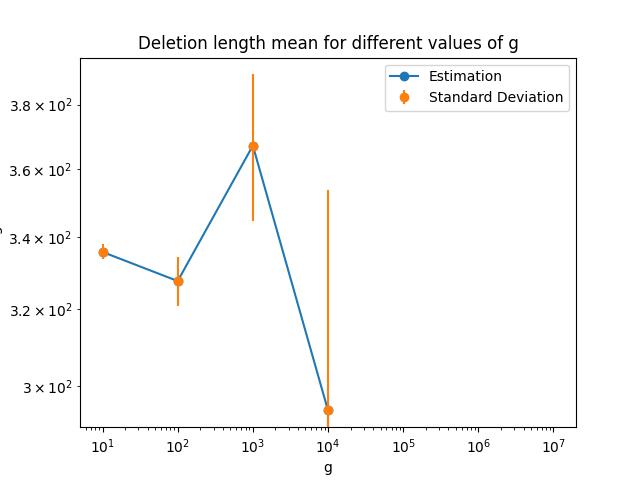 Deletion length mean for different values of g
Estimation
Standard Deviation
3.8 × 10²
3.6 × 10²
3.4 × 10²
3.2 × 10²
3 × 10²
10¹ 10² 10³ 10⁴ 10⁵ 10⁶ 10⁷
g